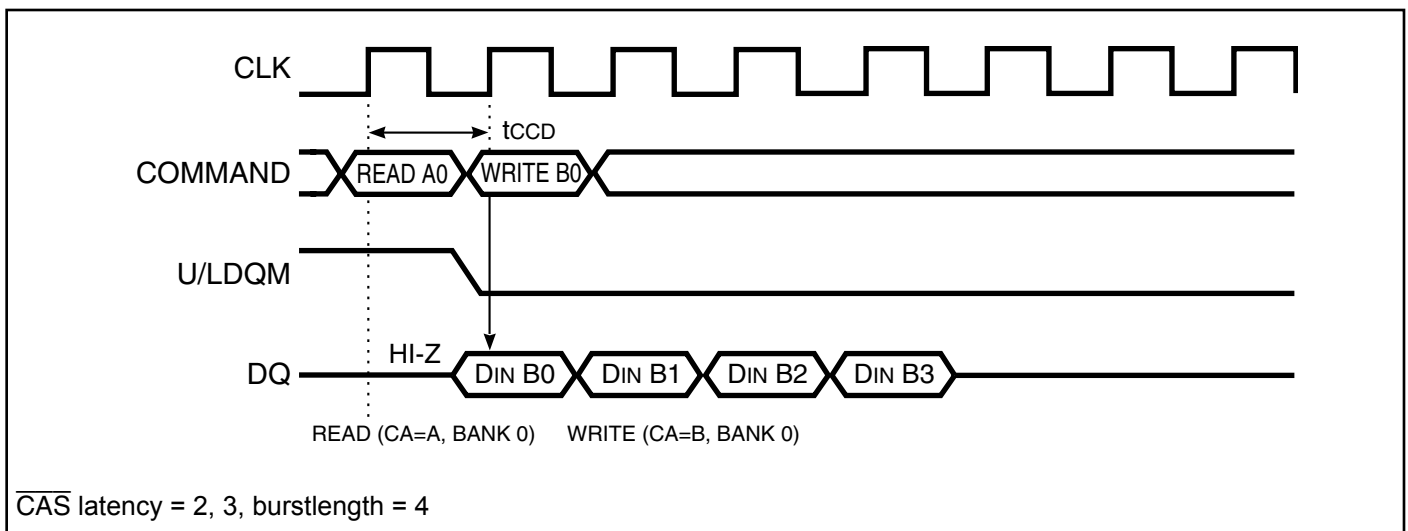 CLK
tCCD
COMMAND READ A0 WRITE B0
U/LDQM
HI-Z
DQ DIN B0 DIN B1 DIN B2 DIN B3
READ (CA=A, BANK 0) WRITE (CA=B, BANK 0)
CAS latency = 2, 3, burstlength = 4